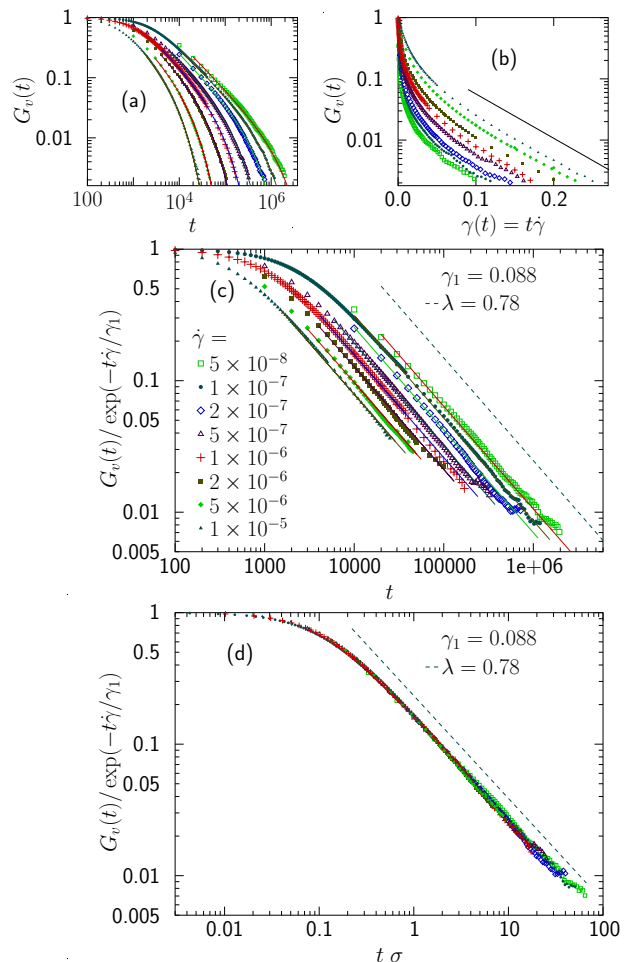 G_v(t)
1
0.1
0.01
(a)
100
10^4
10^6
t
G_v(t)
1
0.1
0.01
(b)
0.0
0.1
0.2
γ(t) = tγ̇
G_v(t)/exp(−tγ̇/γ_1)
1
0.5
0.1
0.05
0.01
0.005
(c)
γ_1 = 0.088
λ = 0.78
γ̇ =
5 × 10^{-8}
1 × 10^{-7}
2 × 10^{-7}
5 × 10^{-7}
1 × 10^{-6}
2 × 10^{-6}
5 × 10^{-6}
1 × 10^{-5}
100
1000
10000
100000
1e+06
t
G_v(t)/exp(−tγ̇/γ_1)
1
0.5
0.1
0.05
0.01
0.005
(d)
γ_1 = 0.088
λ = 0.78
0.01
0.1
1
10
100
t σ